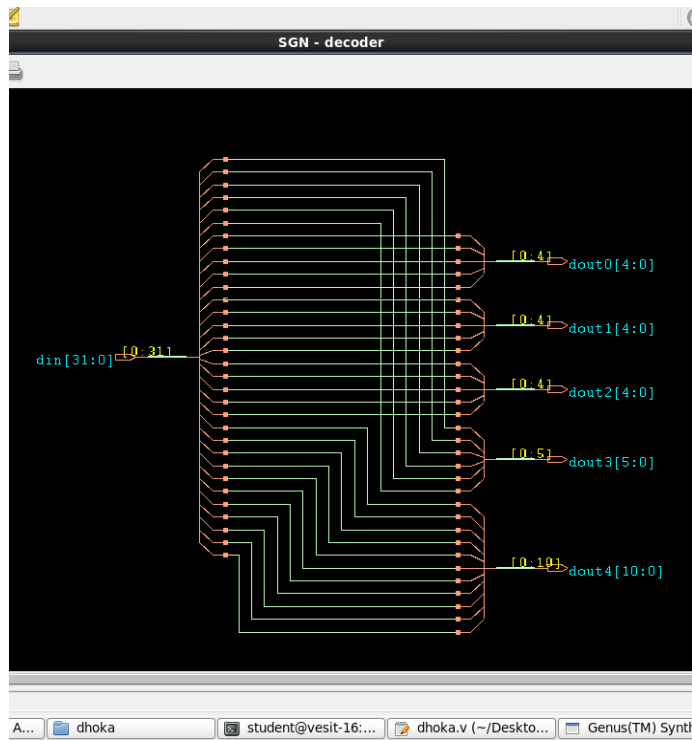 SGN - decoder
[0:4]
dout0[4:0]
[0:4]
dout1[4:0]
din[31:0]
[0:31]
[0:4]
dout2[4:0]
[0:5]
dout3[5:0]
[0:10]
dout4[10:0]
A... dhoka student@vesit-16:... dhoka.v (~/Deskto... Genus(TM) Synth